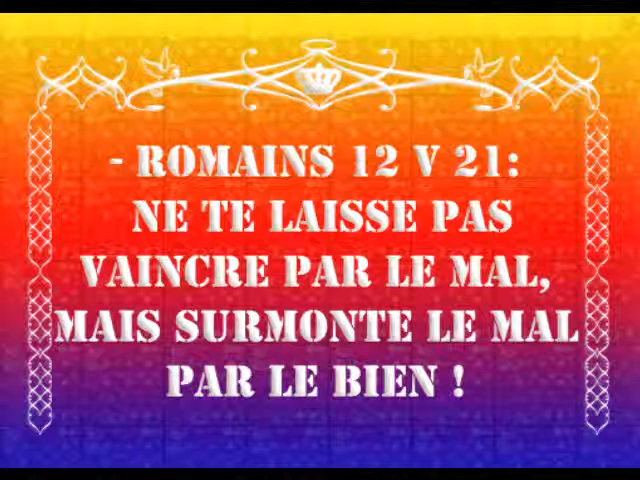 - ROMAINS 12 V 21:
NE TE LAISSE PAS
VAINCRE PAR LE MAL,
MAIS SURMONTE LE MAL
PAR LE BIEN !